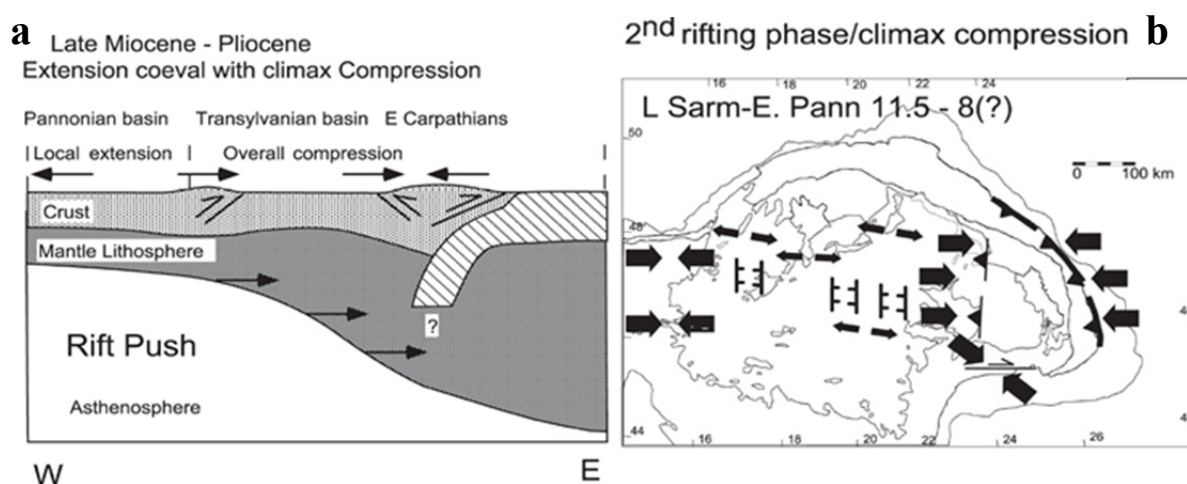 a
Late Miocene - Pliocene
Extension coeval with climax Compression
Pannonian basin Transylvanian basin E Carpathians
Local extension Overall compression
Crust
Mantle Lithosphere
?
Rift Push
Asthenosphere
W E
2nd rifting phase/climax compression b
16 18 20 22 24
L Sarm-E. Pann 11.5 - 8(?)
50
0 100 km
48
44
16 18 20 22 24 26